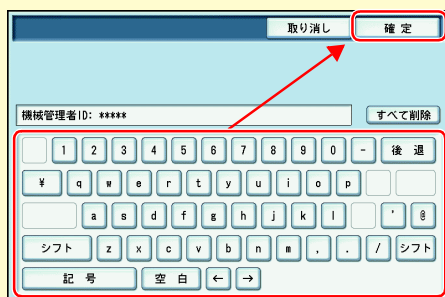 取り消し 確定
機械管理者ID: ***** すべて削除
1 2 3 4 5 6 7 8 9 0 - 後退
¥ q w e r t y u i o p
a s d f g h j k l ' @
シフト z x c v b n m , . / シフト
記号 空白 ← →